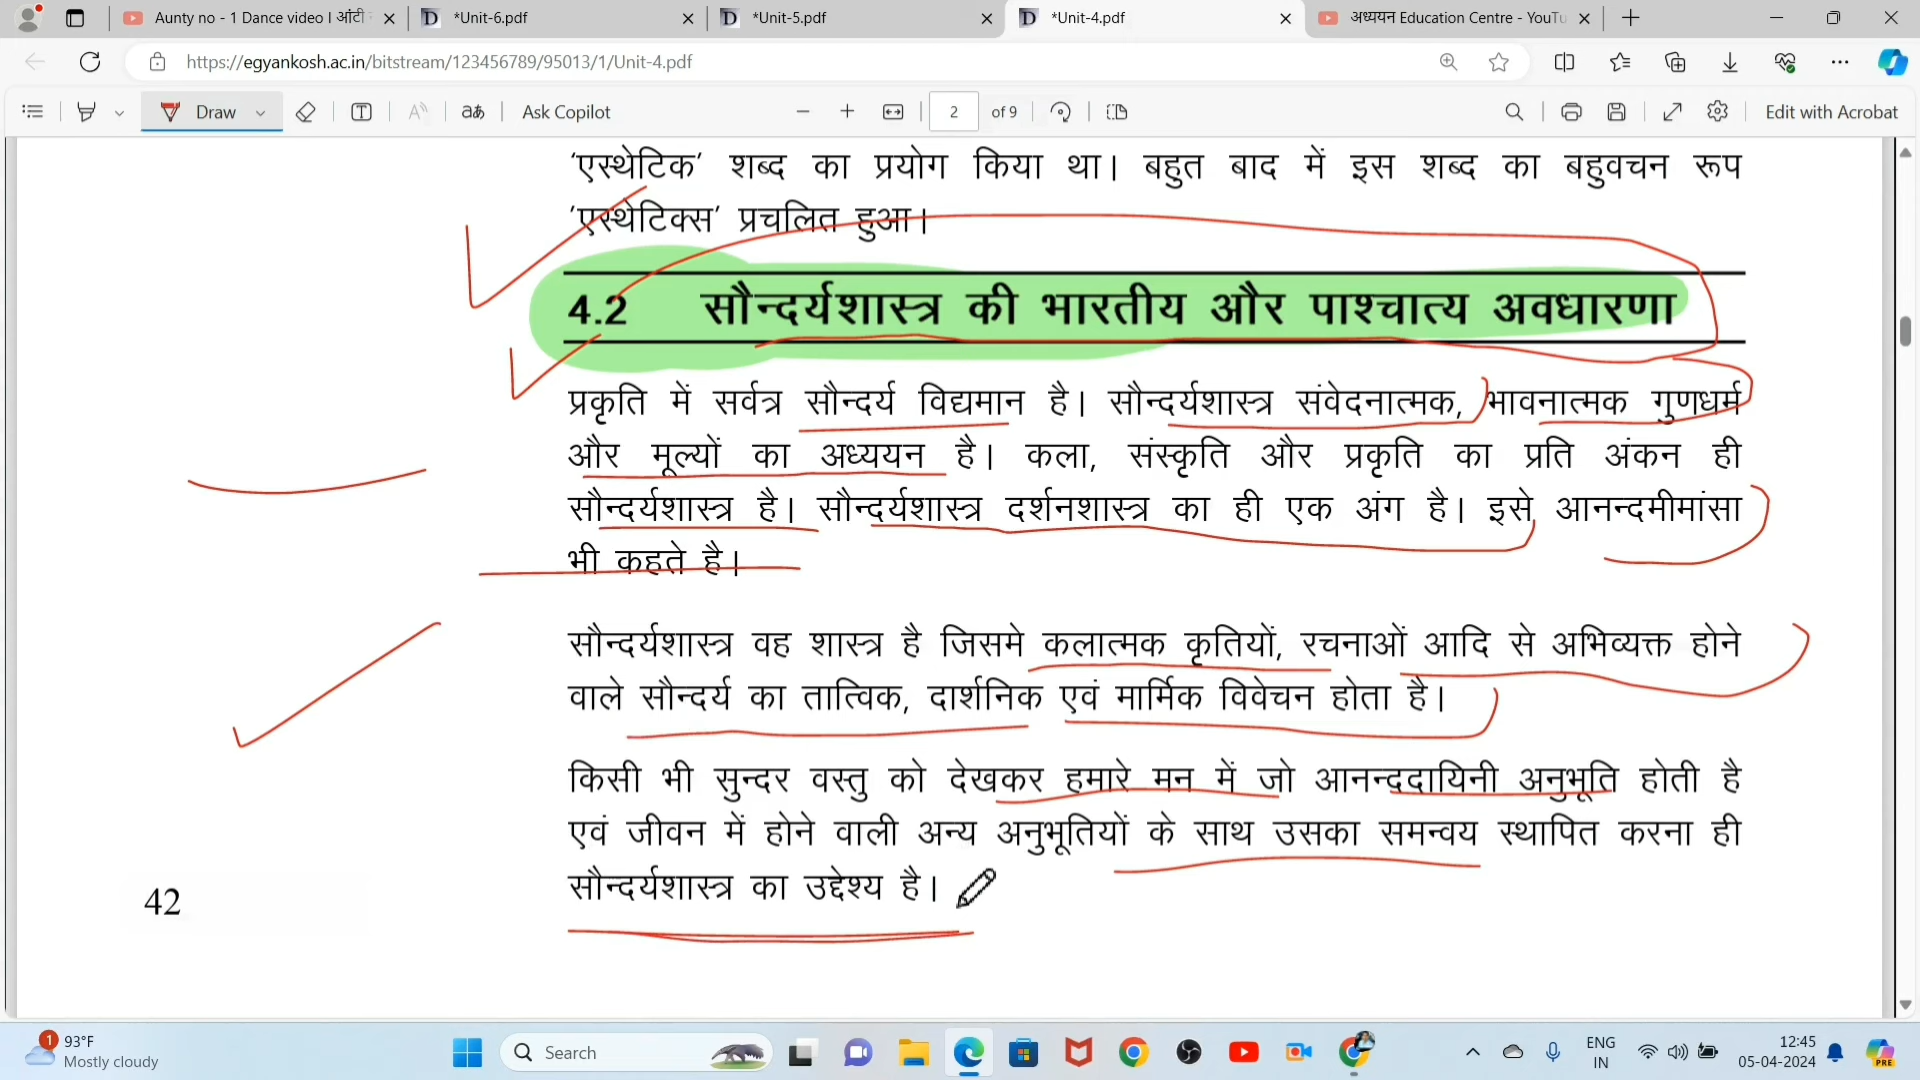 Aunty no - 1 Dance video । ऑंटी
*Unit-6.pdf
*Unit-5.pdf
*Unit-4.pdf
अध्ययन Education Centre - YouTu
https://egyankosh.ac.in/bitstream/123456789/95013/1/Unit-4.pdf
Draw
aあ
Ask Copilot
2 of 9
Edit with Acrobat
'एस्थेटिक' शब्द का प्रयोग किया था। बहुत बाद में इस शब्द का बहुवचन रूप
'एस्थेटिक्स' प्रचलित हुआ।
4.2 सौन्दर्यशास्त्र की भारतीय और पाश्चात्य अवधारणा
प्रकृति में सर्वत्र सौन्दर्य विद्यमान है। सौन्दर्यशास्त्र संवेदनात्मक, भावनात्मक गुणधर्म
और मूल्यों का अध्ययन है। कला, संस्कृति और प्रकृति का प्रति अंकन ही
सौन्दर्यशास्त्र है। सौन्दर्यशास्त्र दर्शनशास्त्र का ही एक अंग है। इसे आनन्दमीमांसा
भी कहते है।
सौन्दर्यशास्त्र वह शास्त्र है जिसमे कलात्मक कृतियों, रचनाओं आदि से अभिव्यक्त होने
वाले सौन्दर्य का तात्विक, दार्शनिक एवं मार्मिक विवेचन होता है।
किसी भी सुन्दर वस्तु को देखकर हमारे मन में जो आनन्ददायिनी अनुभूति होती है
एवं जीवन में होने वाली अन्य अनुभूतियों के साथ उसका समन्वय स्थापित करना ही
सौन्दर्यशास्त्र का उद्देश्य है।
42
1
93°F
Mostly cloudy
Search
ENG
IN
12:45
05-04-2024
PRE